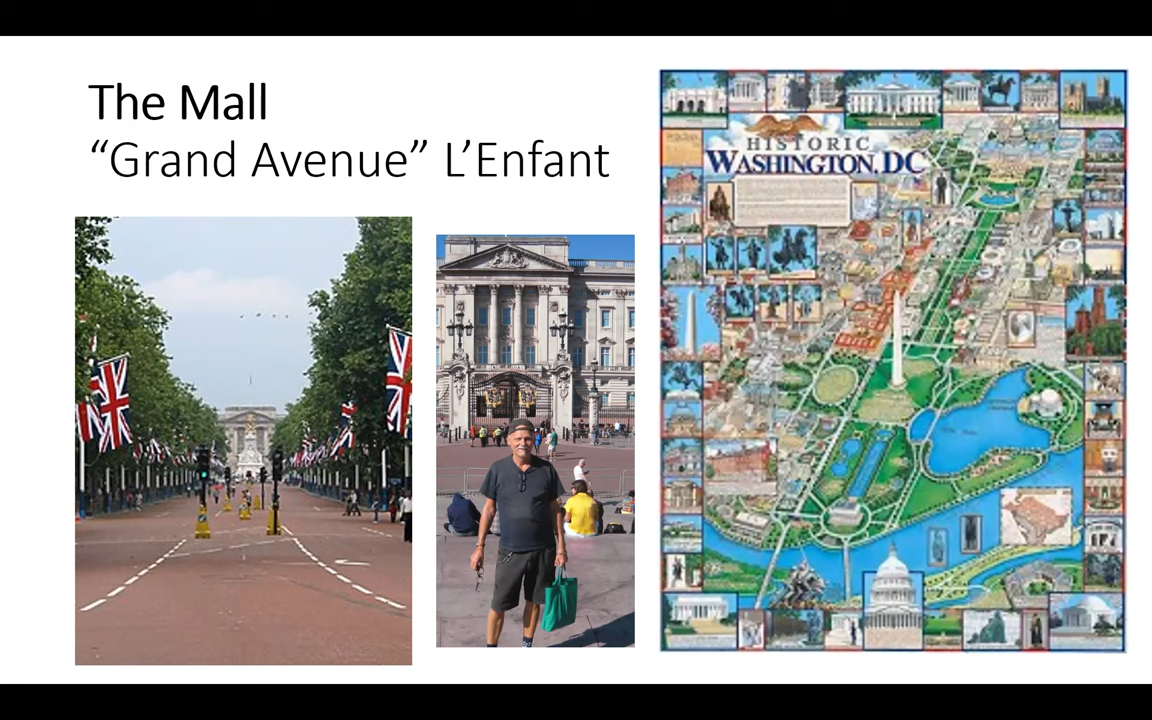 The Mall
“Grand Avenue” L’Enfant
HISTORIC
WASHINGTON, DC